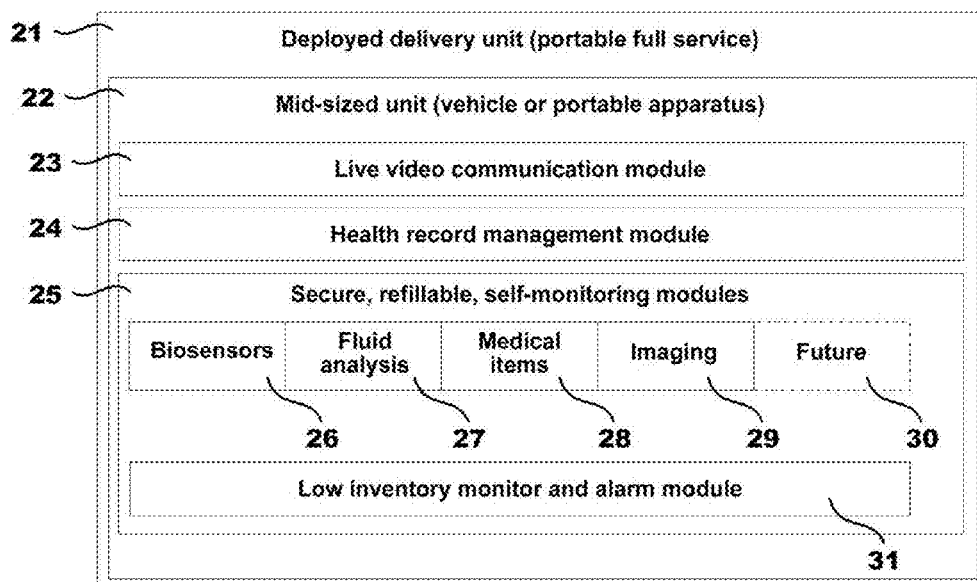 21
Deployed delivery unit (portable full service)
22
Mid-sized unit (vehicle or portable apparatus)
23
Live video communication module
24
Health record management module
25
Secure, refillable, self-monitoring modules
Biosensors
Fluid
analysis
Medical
items
Imaging
Future
26
27
28
29
30
Low inventory monitor and alarm module
31